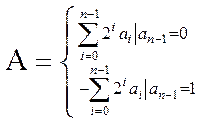 A = { ∑_{i=0}^{n-1} 2^i a_i | a_{n-1}=0
-∑_{i=0}^{n-1} 2^i a_i | a_{n-1}=1